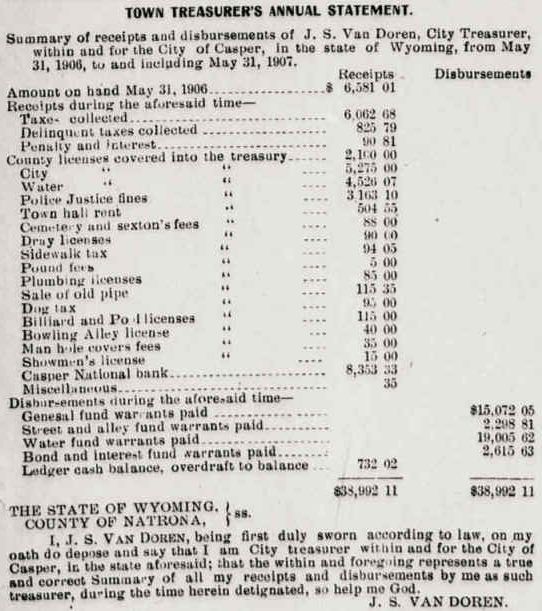 TOWN TREASURER'S ANNUAL STATEMENT.
Summary of receipts and disbursements of J. S. Van Doren, City Treasurer,
within and for the City of Casper, in the state of Wyoming, from May
31, 1906, to and including May 31, 1907.
Receipts Disbursements
Amount on hand May 31, 1906 $ 6,581 01
Receipts during the aforesaid time—
Taxes collected 6,062 68
Delinquent taxes collected 825 79
Penalty and interest 90 81
County licenses covered into the treasury 2,100 00
City " " 5,275 00
Water " " 4,526 07
Police Justice fines " 3,163 10
Town hall rent " 504 55
Cemetery and sexton's fees " 88 00
Dray licenses " 90 00
Sidewalk tax " 94 05
Pound fees " 5 00
Plumbing licenses " 85 00
Sale of old pipe " 115 35
Dog tax " 95 00
Billiard and Pool licenses " 115 00
Bowling Alley license " 40 00
Man hole covers fees " 35 00
Showmen's license " 15 00
Casper National bank 8,353 33
Miscellaneous 35
Disbursements during the aforesaid time—
Genesal fund warrants paid $15,072 05
Street and alley fund warrants paid 2,298 81
Water fund warrants paid 19,005 62
Bond and interest fund warrants paid 2,615 63
Ledger cash balance, overdraft to balance 732 02
$38,992 11 $38,992 11
THE STATE OF WYOMING, } ss.
COUNTY OF NATRONA,
I, J. S. VAN DOREN, being first duly sworn according to law, on my
oath do depose and say that I am City treasurer within and for the City of
Casper, in the state aforesaid; that the within and foregoing represents a true
and correct Summary of all my receipts and disbursements by me as such
treasurer, during the time herein detignated, so help me God.
J. S. VAN DOREN.